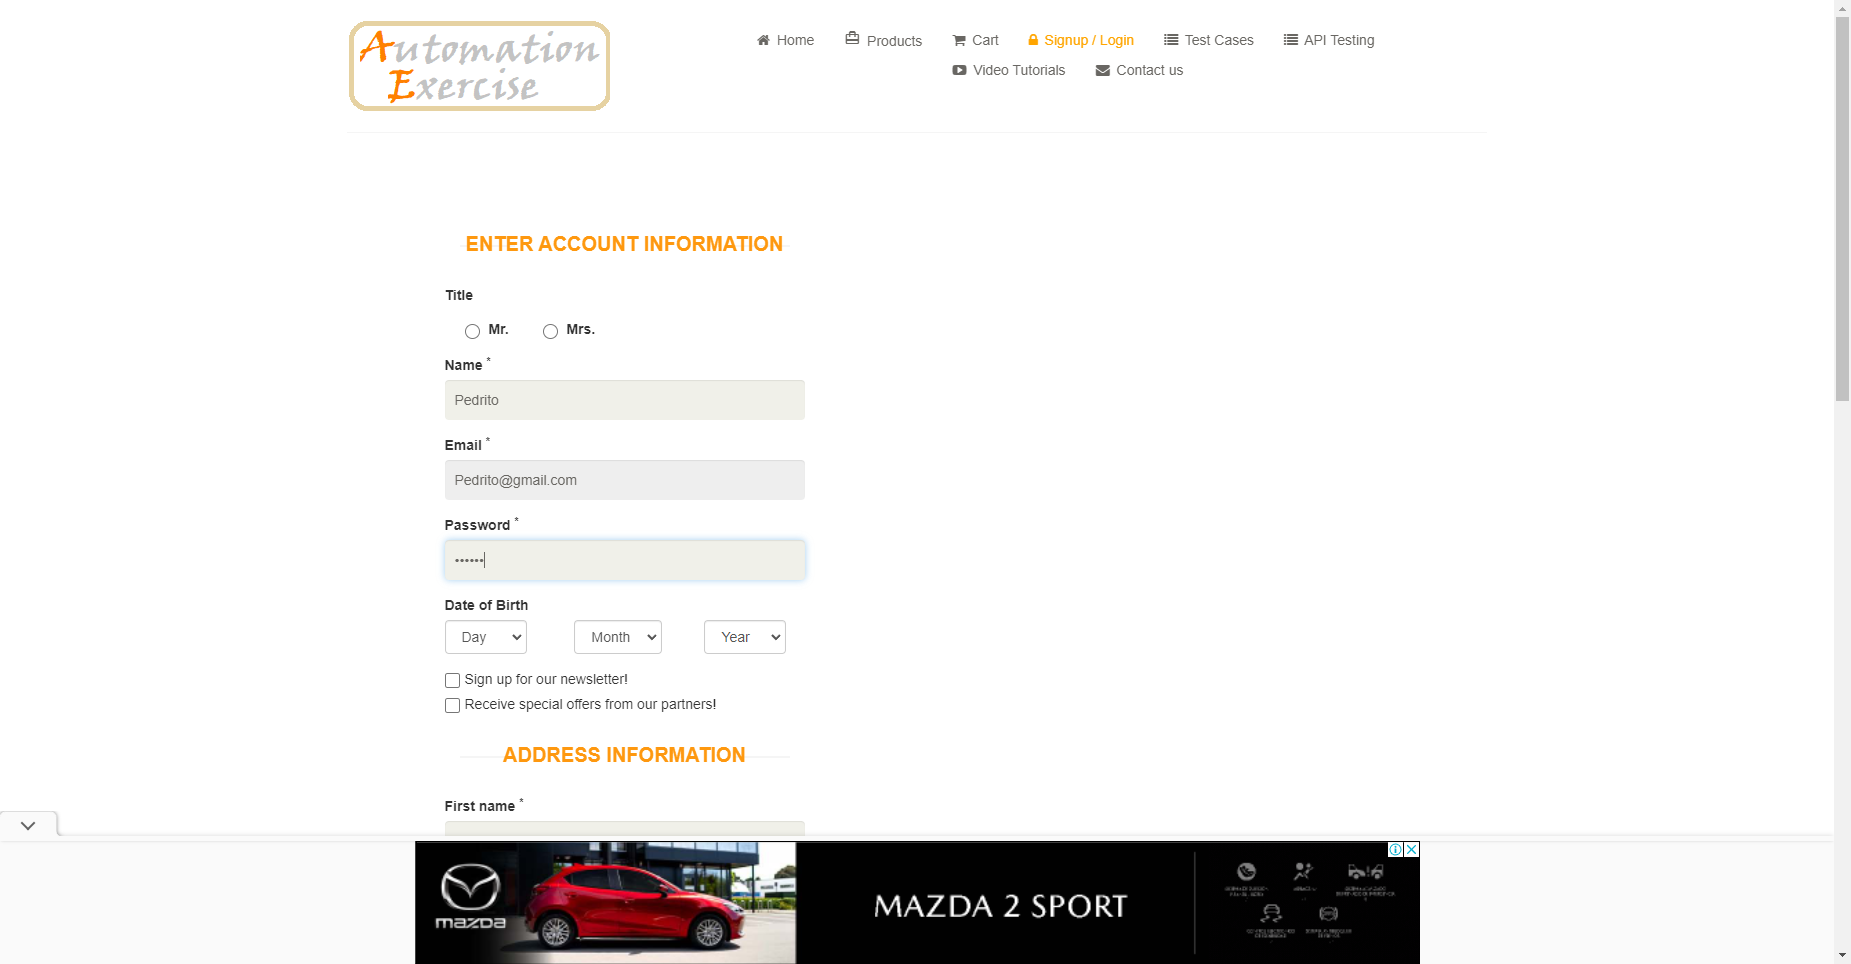 Automation
Exercise
Home
Products
Cart
Signup / Login
Test Cases
API Testing
Video Tutorials
Contact us
ENTER ACCOUNT INFORMATION
Title
Mr.
Mrs.
Name *
Pedrito
Email *
Pedrito@gmail.com
Password *
••••••
Date of Birth
Day
Month
Year
Sign up for our newsletter!
Receive special offers from our partners!
ADDRESS INFORMATION
First name *
mazda
MAZDA 2 SPORT